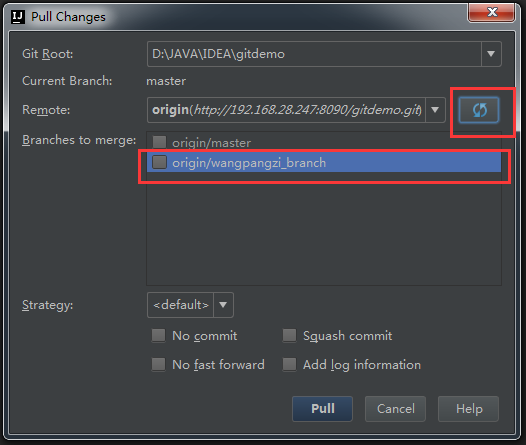 IJ Pull Changes
Git Root: D:\JAVA\IDEA\gitdemo
Current Branch: master
Remote: origin(http://192.168.28.247:8090/gitdemo.git)
Branches to merge: origin/master
origin/wangpangzi_branch
Strategy: <default>
No commit Squash commit
No fast forward Add log information
Pull Cancel Help